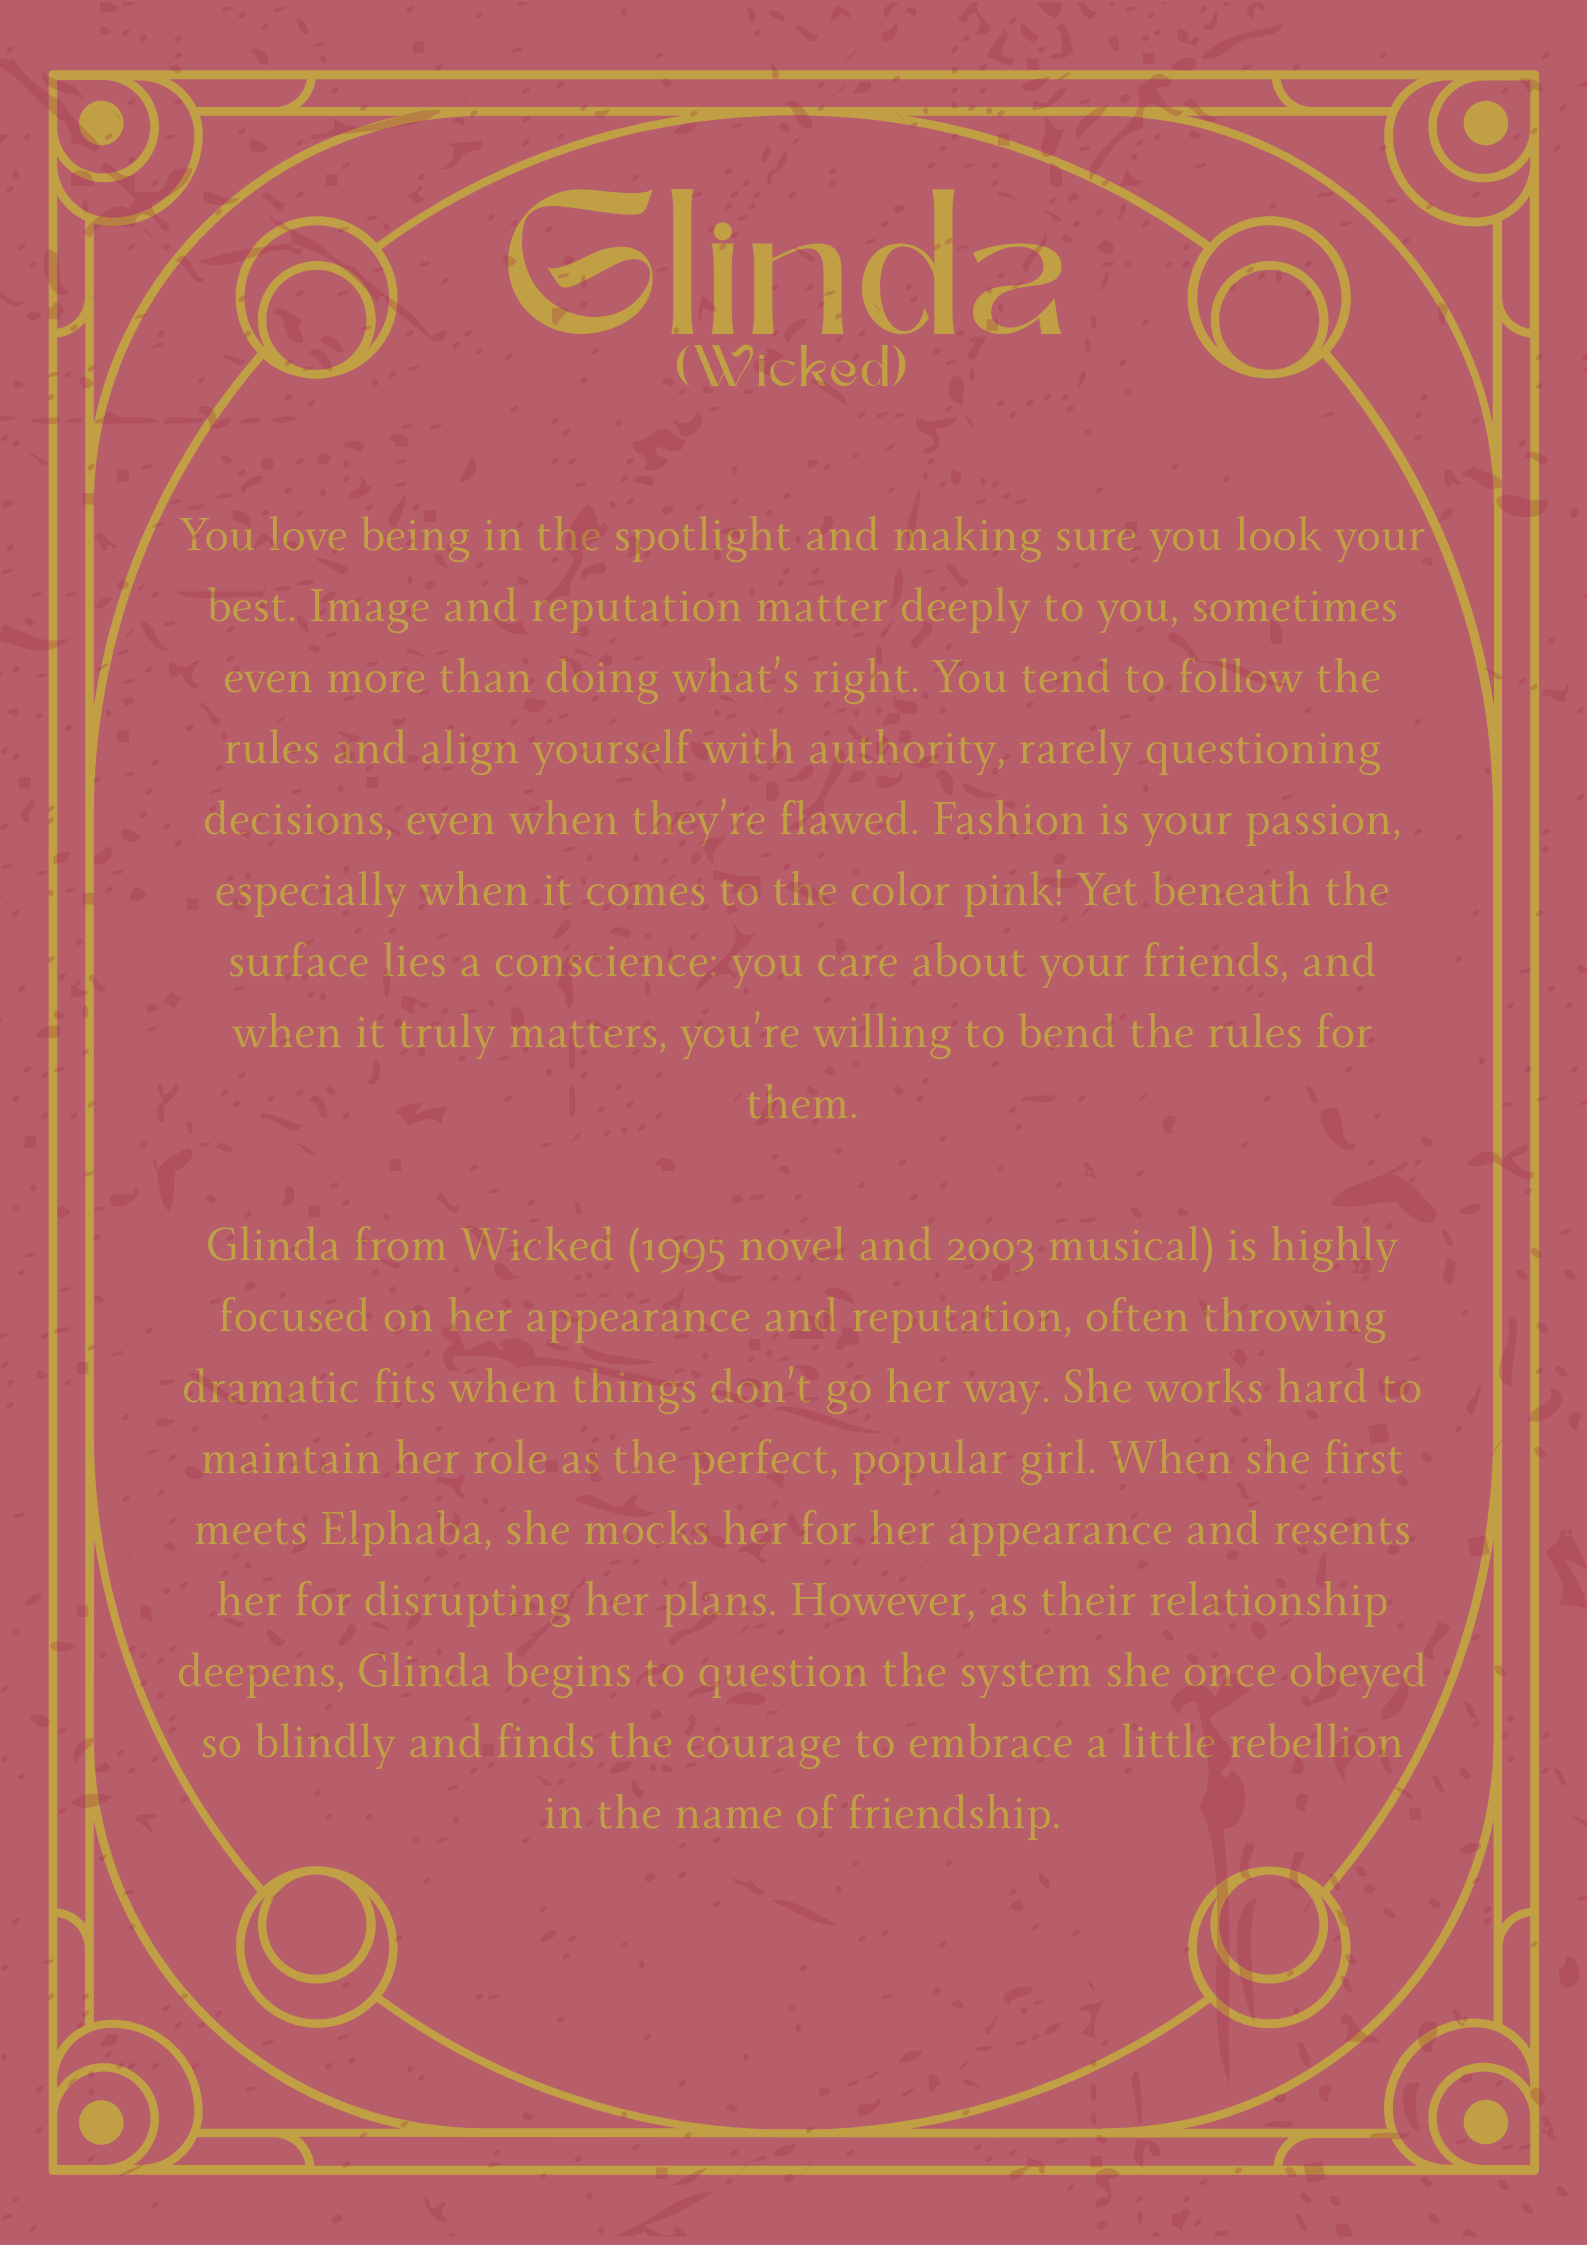 Glinda
(Wicked)
You love being in the spotlight and making sure you look your
best. Image and reputation matter deeply to you, sometimes
even more than doing what’s right. You tend to follow the
rules and align yourself with authority, rarely questioning
decisions, even when they’re flawed. Fashion is your passion,
especially when it comes to the color pink! Yet beneath the
surface lies a conscience: you care about your friends, and
when it truly matters, you’re willing to bend the rules for
them.
Glinda from Wicked (1995 novel and 2003 musical) is highly
focused on her appearance and reputation, often throwing
dramatic fits when things don’t go her way. She works hard to
maintain her role as the perfect, popular girl. When she first
meets Elphaba, she mocks her for her appearance and resents
her for disrupting her plans. However, as their relationship
deepens, Glinda begins to question the system she once obeyed
so blindly and finds the courage to embrace a little rebellion
in the name of friendship.